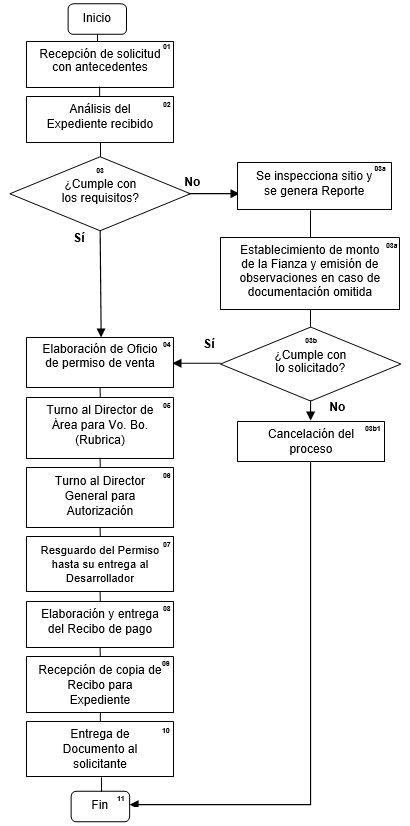 Inicio
01
Recepción de solicitud
con antecedentes
02
Análisis del
Expediente recibido
03
¿Cumple con
los requisitos?
No
Sí
03a
Se inspecciona sitio y
se genera Reporte
03a
Establecimiento de monto
de la Fianza y emisión de
observaciones en caso de
documentación omitida
03b
¿Cumple con
lo solicitado?
Sí
No
03b1
Cancelación del
proceso
04
Elaboración de Oficio
de permiso de venta
05
Turno al Director de
Àrea para Vo. Bo.
(Rubrica)
06
Turno al Director
General para
Autorización
07
Resguardo del Permiso
hasta su entrega al
Desarrollador
08
Elaboración y entrega
del Recibo de pago
09
Recepción de copia de
Recibo para
Expediente
10
Entrega de
Documento al
solicitante
11
Fin